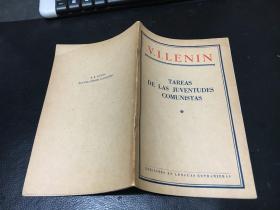 V. I. LENIN
TAREAS
DE LAS JUVENTUDES
COMUNISTAS
EDICIONES EN LENGUAS EXTRANJERAS